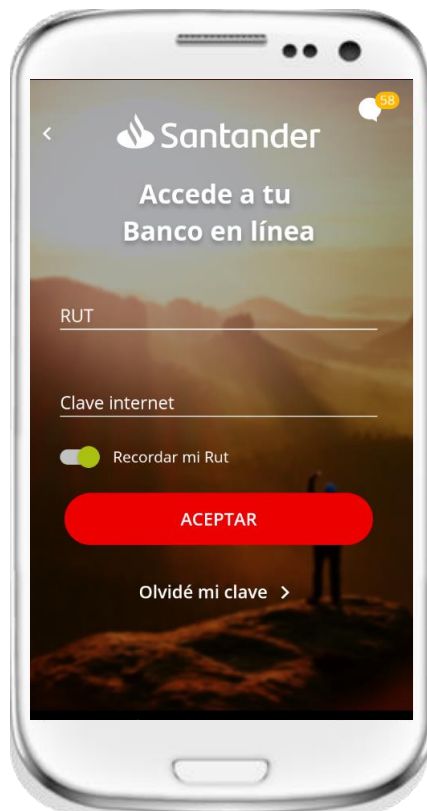 58
Santander
Accede a tu
Banco en línea
RUT
Clave internet
Recordar mi Rut
ACEPTAR
Olvidé mi clave